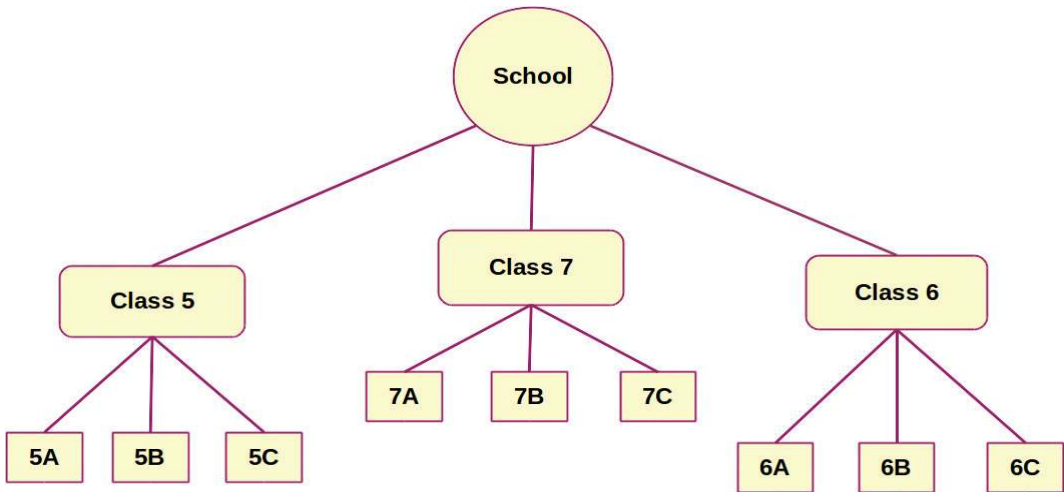 School
Class 5
Class 7
Class 6
5A
5B
5C
7A
7B
7C
6A
6B
6C